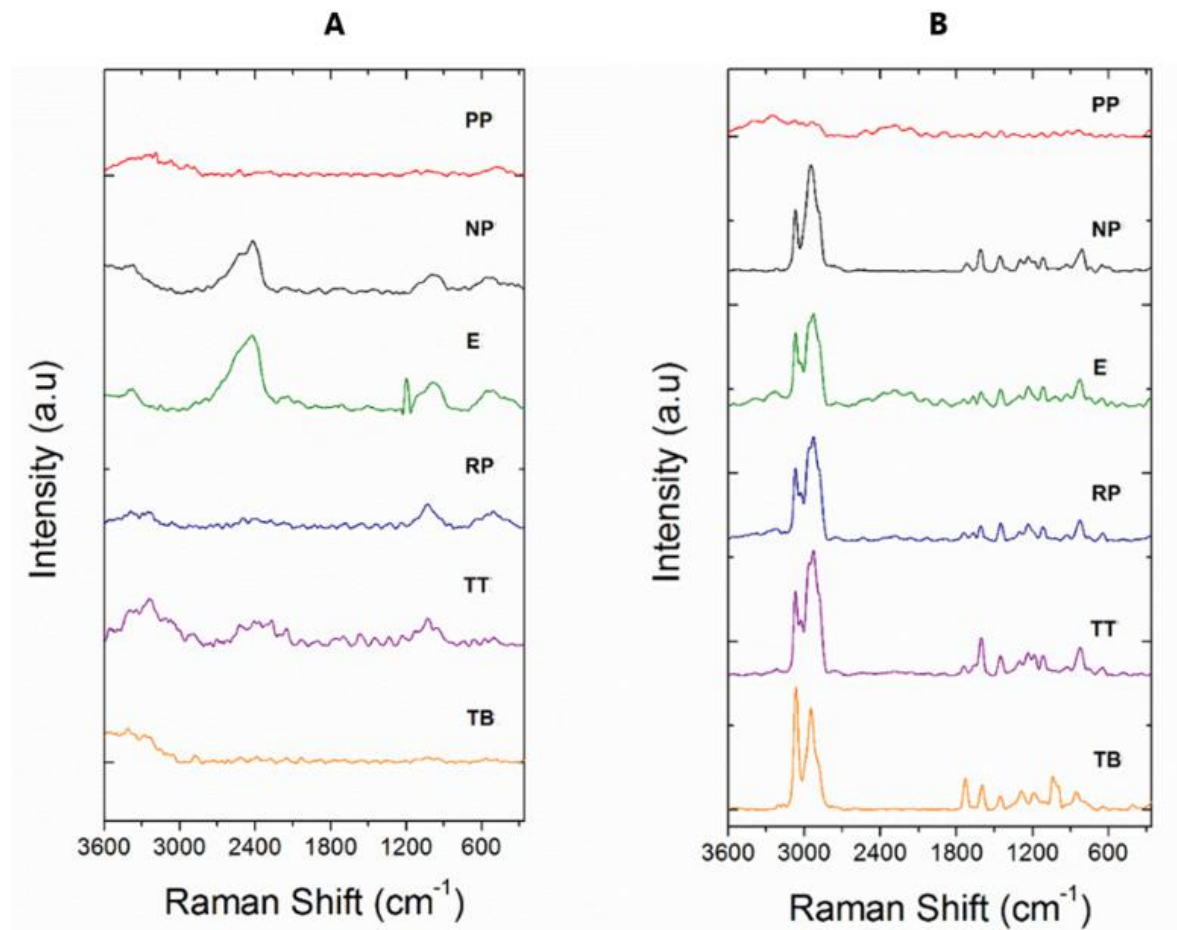 A
B
PP
NP
E
RP
TT
TB
Intensity (a.u)
3600 3000 2400 1800 1200 600
Raman Shift (cm-1)
PP
NP
E
RP
TT
TB
Intensity (a.u)
3600 3000 2400 1800 1200 600
Raman Shift (cm-1)